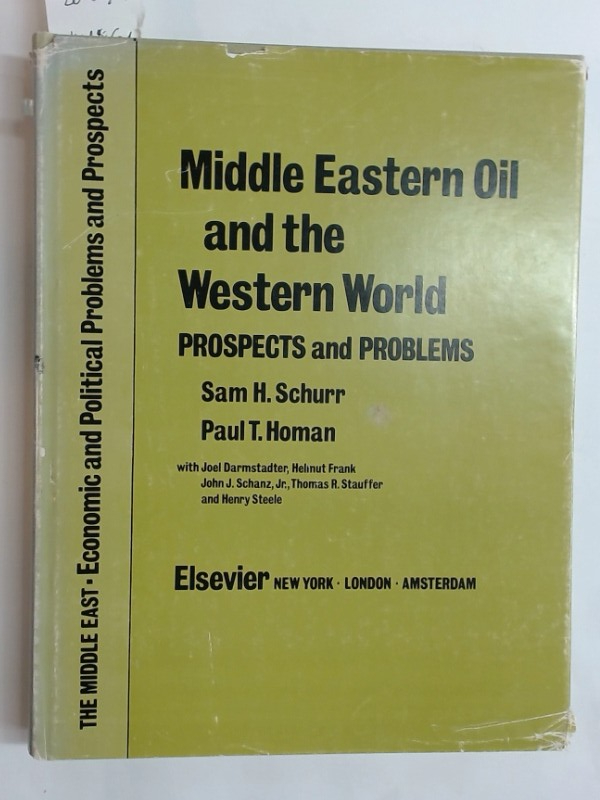 THE MIDDLE EAST · Economic and Political Problems and Prospects
Middle Eastern Oil
and the
Western World
PROSPECTS and PROBLEMS
Sam H. Schurr
Paul T. Homan
with Joel Darmstadter, Helmut Frank
John J. Schanz, Jr., Thomas R. Stauffer
and Henry Steele
Elsevier NEW YORK · LONDON · AMSTERDAM